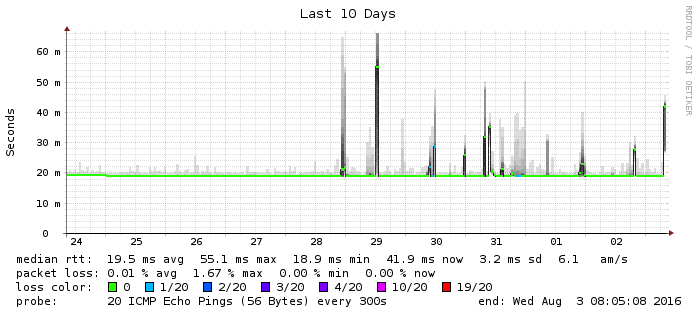 Last 10 Days
RRDTOOL / TOBI OETIKER
Seconds
60 m
50 m
40 m
30 m
20 m
10 m
0
24 25 26 27 28 29 30 31 01 02
median rtt: 19.5 ms avg 55.1 ms max 18.9 ms min 41.9 ms now 3.2 ms sd 6.1 am/s
packet loss: 0.01 % avg 1.67 % max 0.00 % min 0.00 % now
loss color: 0 1/20 2/20 3/20 4/20 10/20 19/20
probe: 20 ICMP Echo Pings (56 Bytes) every 300s end: Wed Aug 3 08:05:08 2016